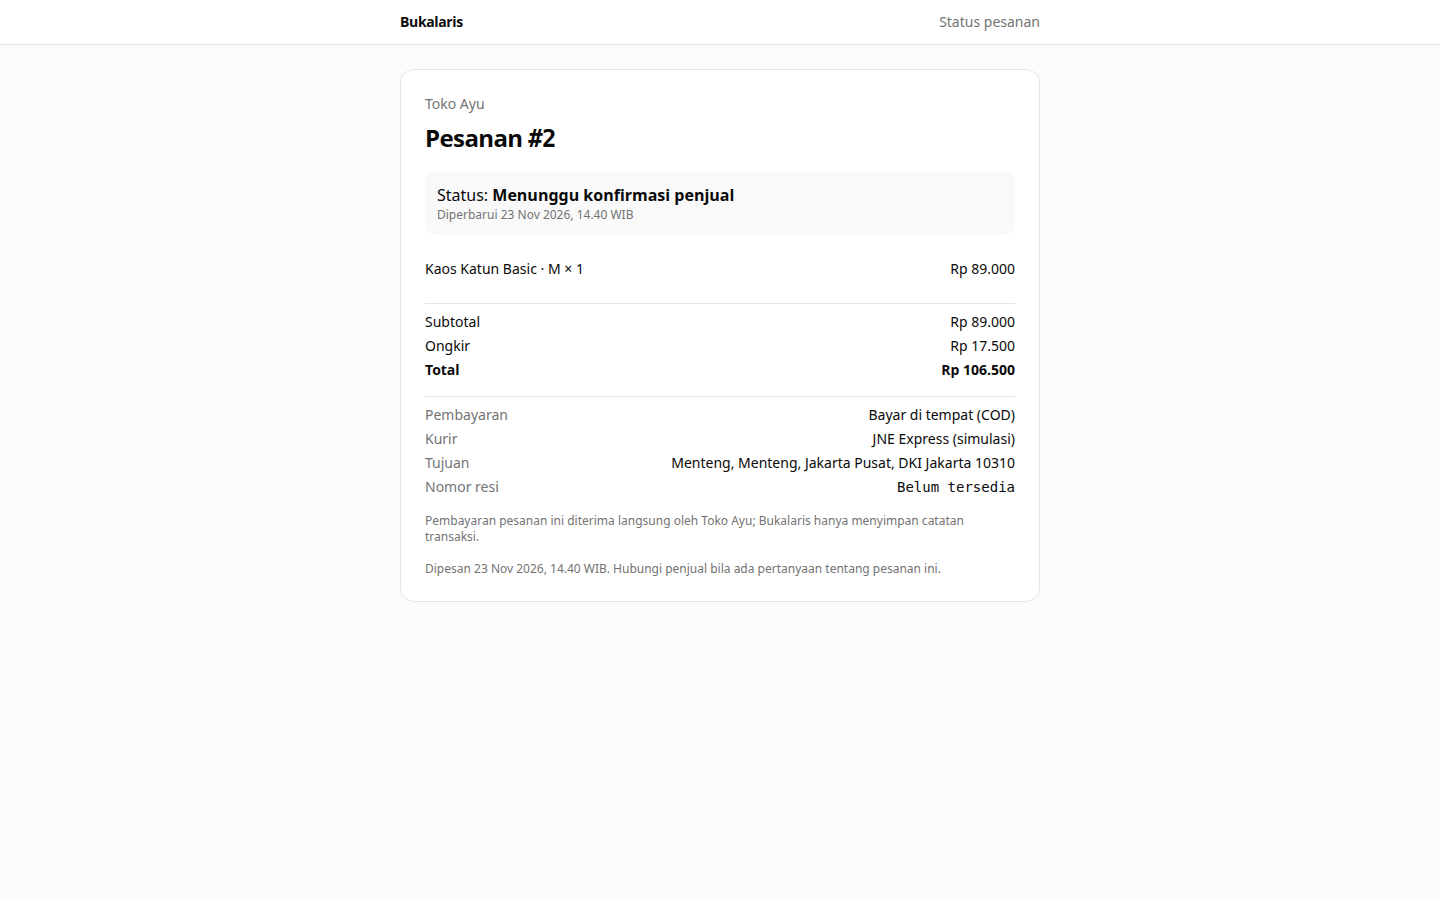 Bukalaris
Status pesanan
Toko Ayu
Pesanan #2
Status: Menunggu konfirmasi penjual
Diperbarui 23 Nov 2026, 14.40 WIB
Kaos Katun Basic · M × 1 Rp 89.000
Subtotal Rp 89.000
Ongkir Rp 17.500
Total Rp 106.500
Pembayaran Bayar di tempat (COD)
Kurir JNE Express (simulasi)
Tujuan Menteng, Menteng, Jakarta Pusat, DKI Jakarta 10310
Nomor resi Belum tersedia
Pembayaran pesanan ini diterima langsung oleh Toko Ayu; Bukalaris hanya menyimpan catatan
transaksi.
Dipesan 23 Nov 2026, 14.40 WIB. Hubungi penjual bila ada pertanyaan tentang pesanan ini.